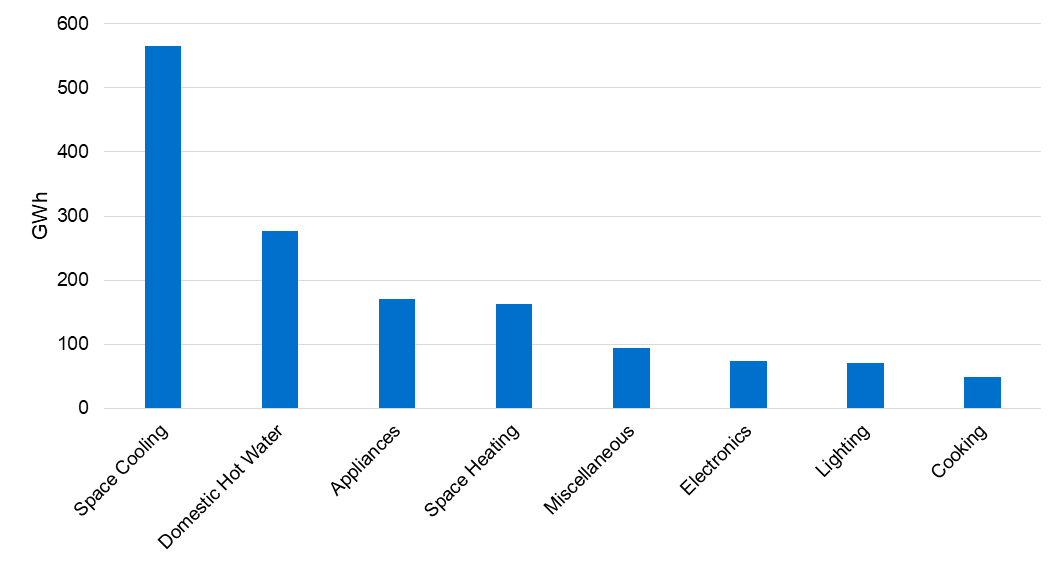 600
500
400
300
200
100
0
GWh
Space Cooling
Domestic Hot Water
Appliances
Space Heating
Miscellaneous
Electronics
Lighting
Cooking